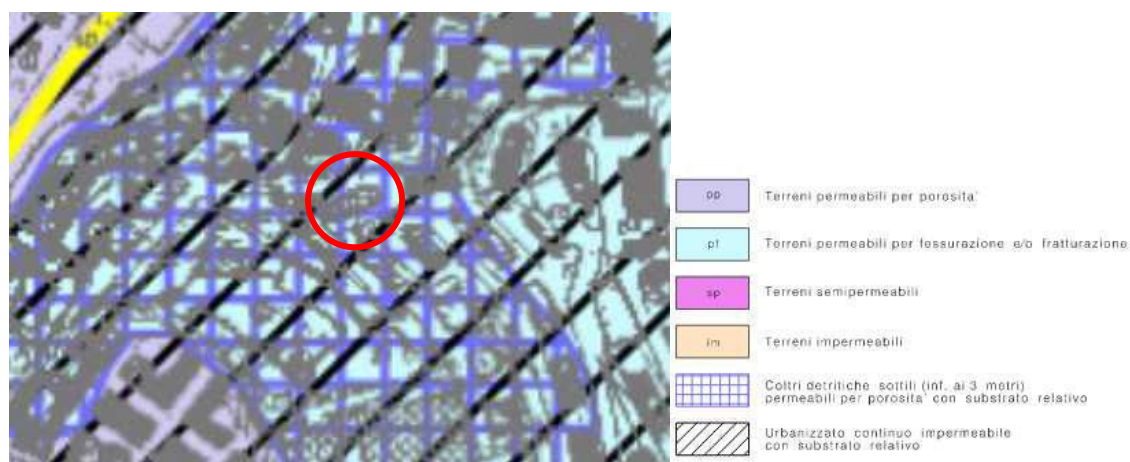 pp Terreni permeabili per porosita'
pf Terreni permeabili per fessurazione e/o fratturazione
sp Terreni semipermeabili
im Terreni impermeabili
Coltri detritiche sottili (inf. ai 3 metri)
permeabili per porosita' con substrato relativo
Urbanizzato continuo impermeabile
con substrato relativo